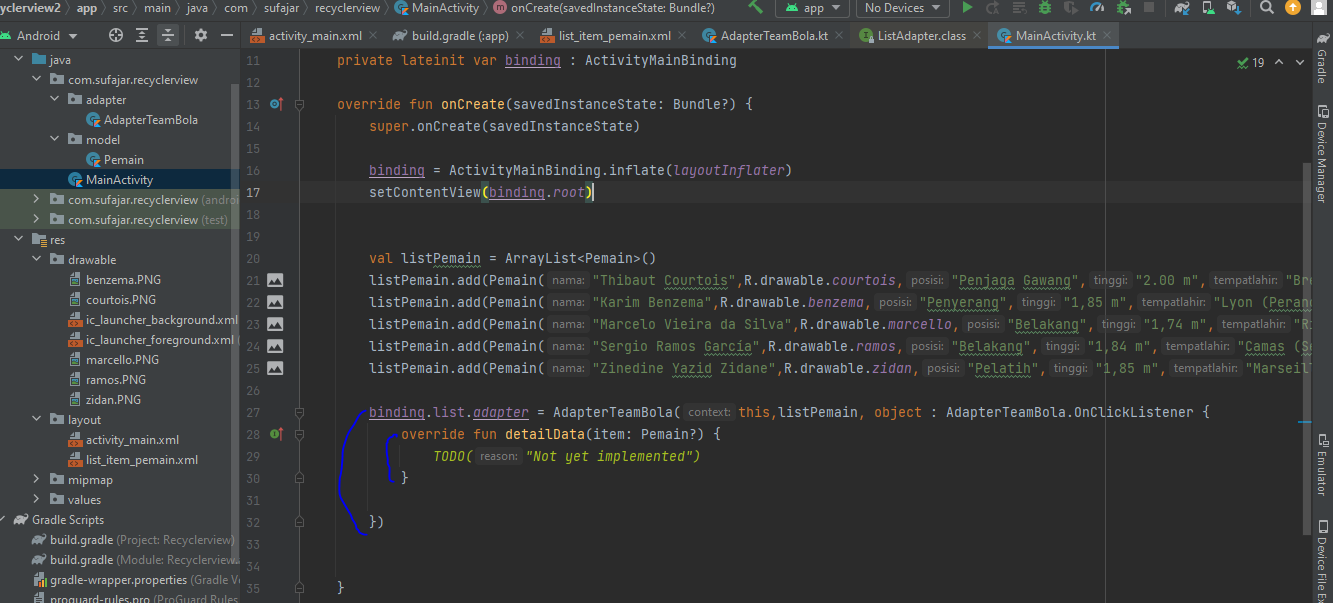 yclerview2 app src main java com sufajar recyclerview MainActivity onCreate(savedInstanceState: Bundle?) app No Devices
Android activity_main.xml build.gradle (:app) list_item_pemain.xml AdapterTeamBola.kt ListAdapter.class MainActivity.kt
java
com.sufajar.recyclerview
adapter
AdapterTeamBola
model
Pemain
MainActivity
com.sufajar.recyclerview
com.sufajar.recyclerview (test)
res
drawable
benzema.PNG
courtois.PNG
ic_launcher_background.xml
ic_launcher_foreground.xml
marcello.PNG
ramos.PNG
zidan.PNG
layout
activity_main.xml
list_item_pemain.xml
mipmap
values
Gradle Scripts
build.gradle (Project: Recyclerview)
build.gradle (Module: Recyclerview
gradle-wrapper.properties (Gradle
proguard-rules.pro (ProGuard Rules
19
11 private lateinit var binding : ActivityMainBinding
12
13 override fun onCreate(savedInstanceState: Bundle?) {
14 super.onCreate(savedInstanceState)
15
16 binding = ActivityMainBinding.inflate(layoutInflater)
17 setContentView(binding.root)
18
19
20 val listPemain = ArrayList<Pemain>()
21 listPemain.add(Pemain( nama: "Thibaut Courtois",R.drawable.courtois, posisi: "Penjaga Gawang", tinggi: "2.00 m", tempatlahir:
22 listPemain.add(Pemain( nama: "Karim Benzema",R.drawable.benzema, posisi: "Penyerang", tinggi: "1,85 m", tempatlahir: "Lyon
23 listPemain.add(Pemain( nama: "Marcelo Vieira da Silva",R.drawable.marcello, posisi: "Belakang", tinggi: "1,74 m", tempatlahir:
24 listPemain.add(Pemain( nama: "Sergio Ramos Garcia",R.drawable.ramos, posisi: "Belakang", tinggi: "1,84 m", tempatlahir: "Camas
25 listPemain.add(Pemain( nama: "Zinedine Yazid Zidane",R.drawable.zidan, posisi: "Pelatih", tinggi: "1,85 m", tempatlahir: "Marseil
26
27 binding.list.adapter = AdapterTeamBola( context: this,listPemain, object : AdapterTeamBola.OnClickListener {
28 override fun detailData(item: Pemain?) {
29 TODO( reason: "Not yet implemented")
30 }
31
32 })
33
34
35 }
Gradle
Device Manager
Emulator
Device File Ex